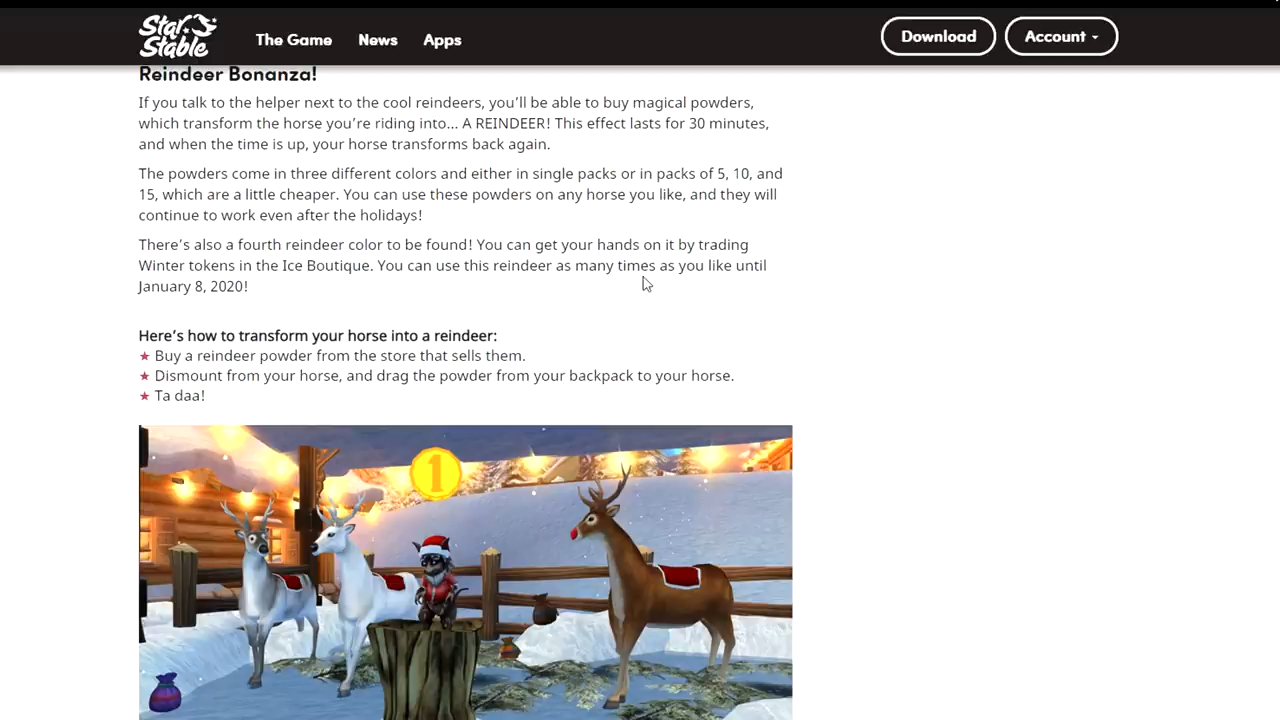 Star Stable
The Game News Apps Download Account
Reindeer Bonanza!
If you talk to the helper next to the cool reindeers, you’ll be able to buy magical powders,
which transform the horse you’re riding into... A REINDEER! This effect lasts for 30 minutes,
and when the time is up, your horse transforms back again.
The powders come in three different colors and either in single packs or in packs of 5, 10, and
15, which are a little cheaper. You can use these powders on any horse you like, and they will
continue to work even after the holidays!
There’s also a fourth reindeer color to be found! You can get your hands on it by trading
Winter tokens in the Ice Boutique. You can use this reindeer as many times as you like until
January 8, 2020!
Here’s how to transform your horse into a reindeer:
★ Buy a reindeer powder from the store that sells them.
★ Dismount from your horse, and drag the powder from your backpack to your horse.
★ Ta daa!
1